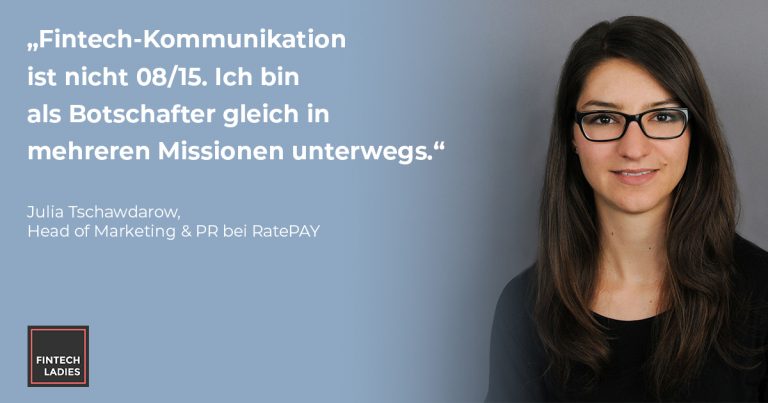 „Fintech-Kommunikation
ist nicht 08/15. Ich bin
als Botschafter gleich in
mehreren Missionen unterwegs.“
Julia Tschawdarow,
Head of Marketing & PR bei RatePAY
FINTECH
LADIES